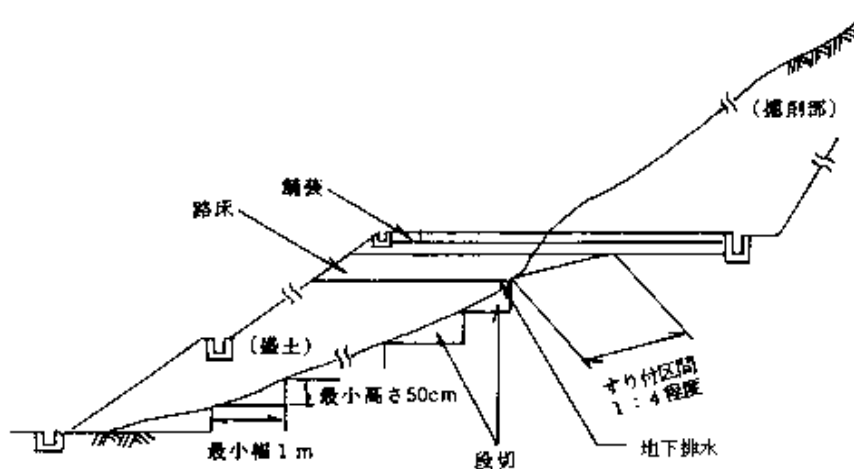 (掘削部)
舗装
路床
(盛土)
すり付区間
1:4程度
最小高さ50cm
最小幅1m
段切
地下排水